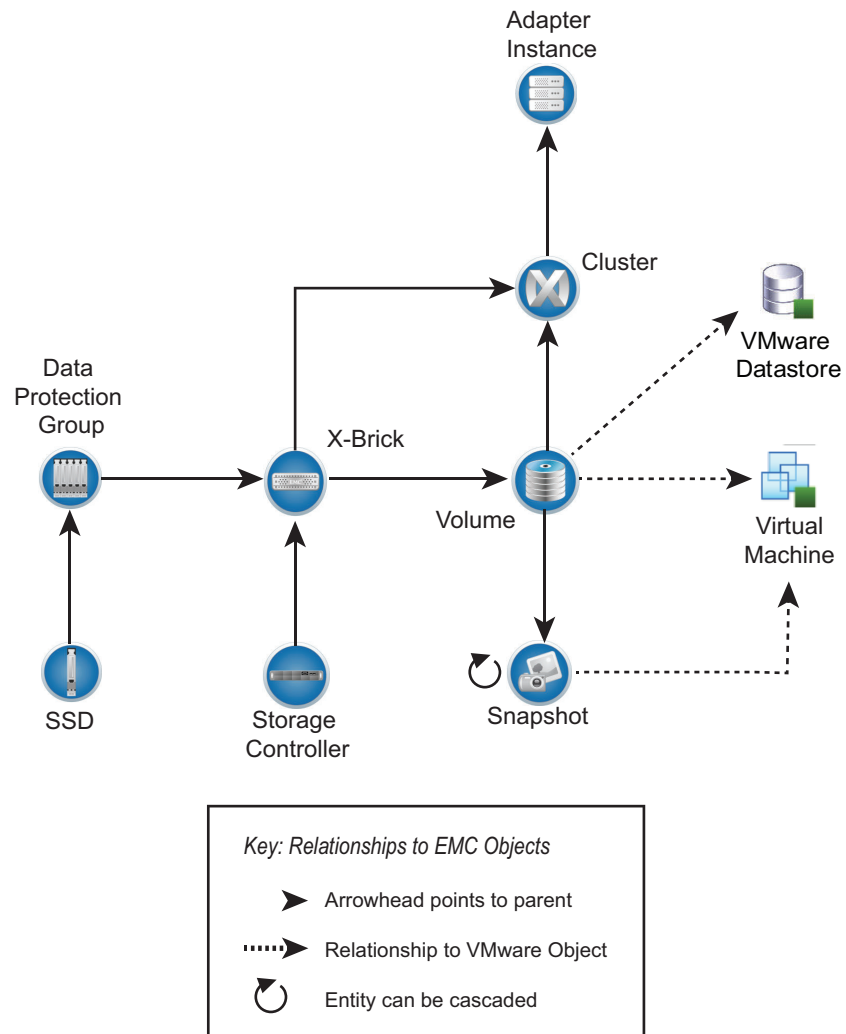 Adapter
Instance
Cluster
VMware
Datastore
Data
Protection
Group
X-Brick
Volume
Virtual
Machine
SSD
Storage
Controller
Snapshot
Key: Relationships to EMC Objects
Arrowhead points to parent
Relationship to VMware Object
Entity can be cascaded